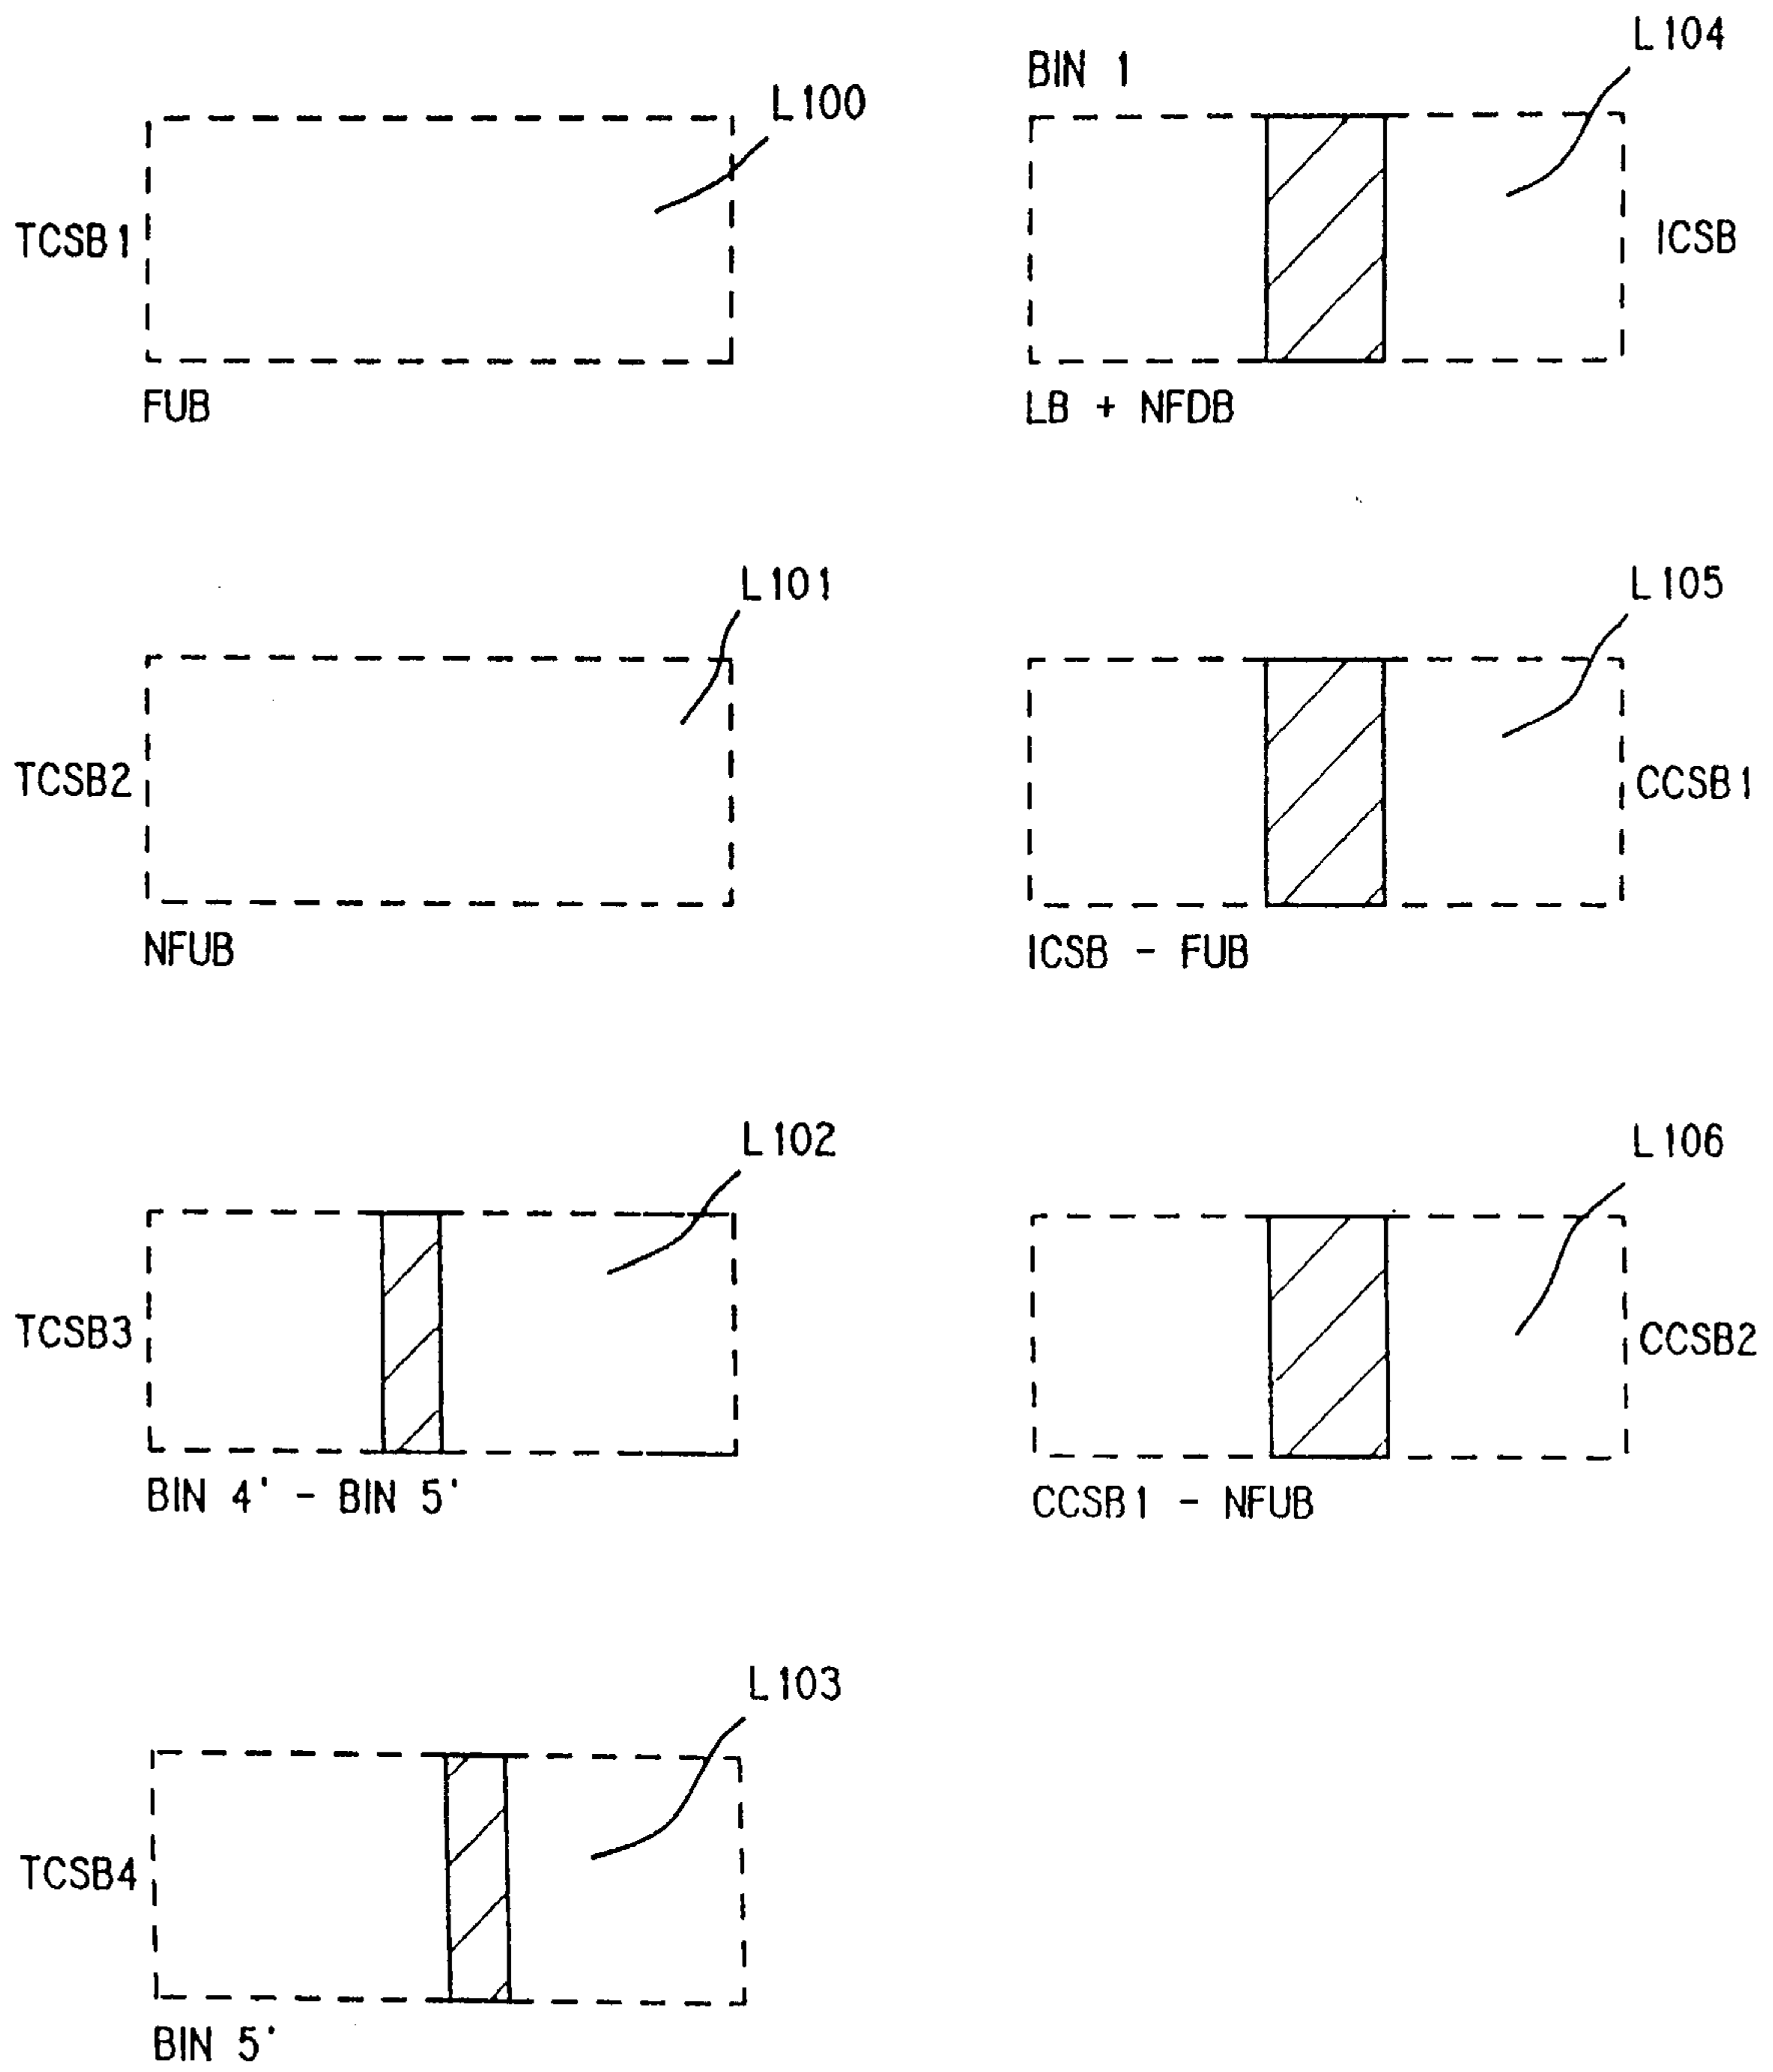 L100
TCSB1
FUB
BIN 1
L104
ICSB
LB + NFDB
L101
TCSB2
NFUB
L105
CCSB1
ICSB - FUB
L102
TCSB3
BIN 4' - BIN 5'
L106
CCSB2
CCSB1 - NFUB
L103
TCSB4
BIN 5'